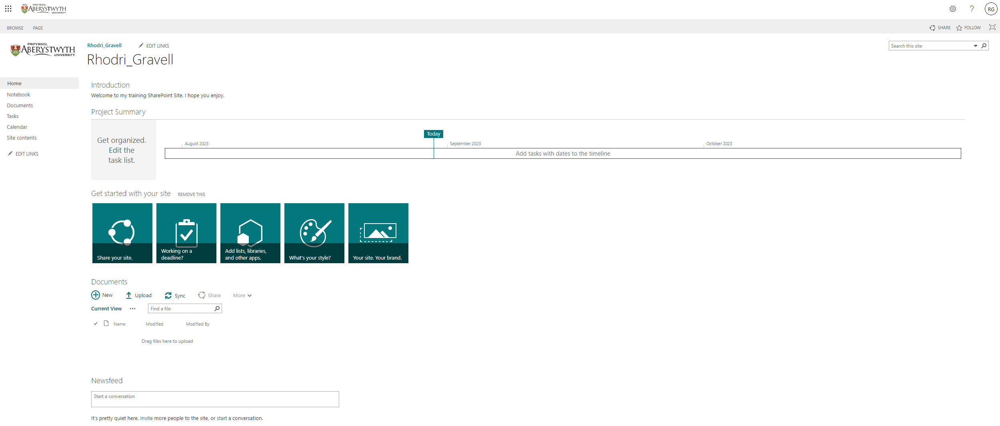 1872
PRIFYSGOL
ABERYSTWYTH
UNIVERSITY
RG
BROWSE PAGE
SHARE FOLLOW
PRIFYSGOL
ABERYSTWYTH
UNIVERSITY
Rhodri_Gravell EDIT LINKS
Search this site
Rhodri_Gravell
Home
Notebook
Documents
Tasks
Calendar
Site contents
EDIT LINKS
Introduction
Welcome to my training SharePoint Site. I hope you enjoy.
Project Summary
Get organized.
Edit the
task list.
Today
August 2023 September 2023 October 2023
Add tasks with dates to the timeline
Get started with your site REMOVE THIS
Share your site.
Working on a
deadline?
Add lists, libraries,
and other apps.
What's your style?
Your site. Your brand.
Documents
New Upload Sync Share More
Current View ••• Find a file
Name Modified Modified By
Drag files here to upload
Newsfeed
Start a conversation
It's pretty quiet here. Invite more people to the site, or start a conversation.